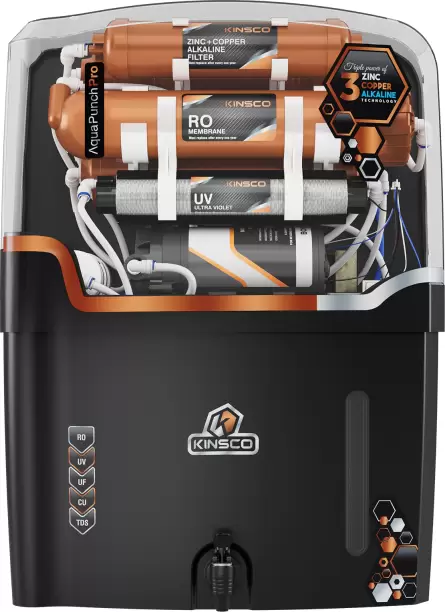 AquaPunch Pro
KINSCO
ZINC+COPPER
ALKALINE
FILTER
Triple power of
3
ZINC
COPPER
ALKALINE
TECHNOLOGY
KINSCO
RO
MEMBRANE
KINSCO
UV
ULTRA VIOLET
KINSCO
RO
UV
UF
CU
TDS